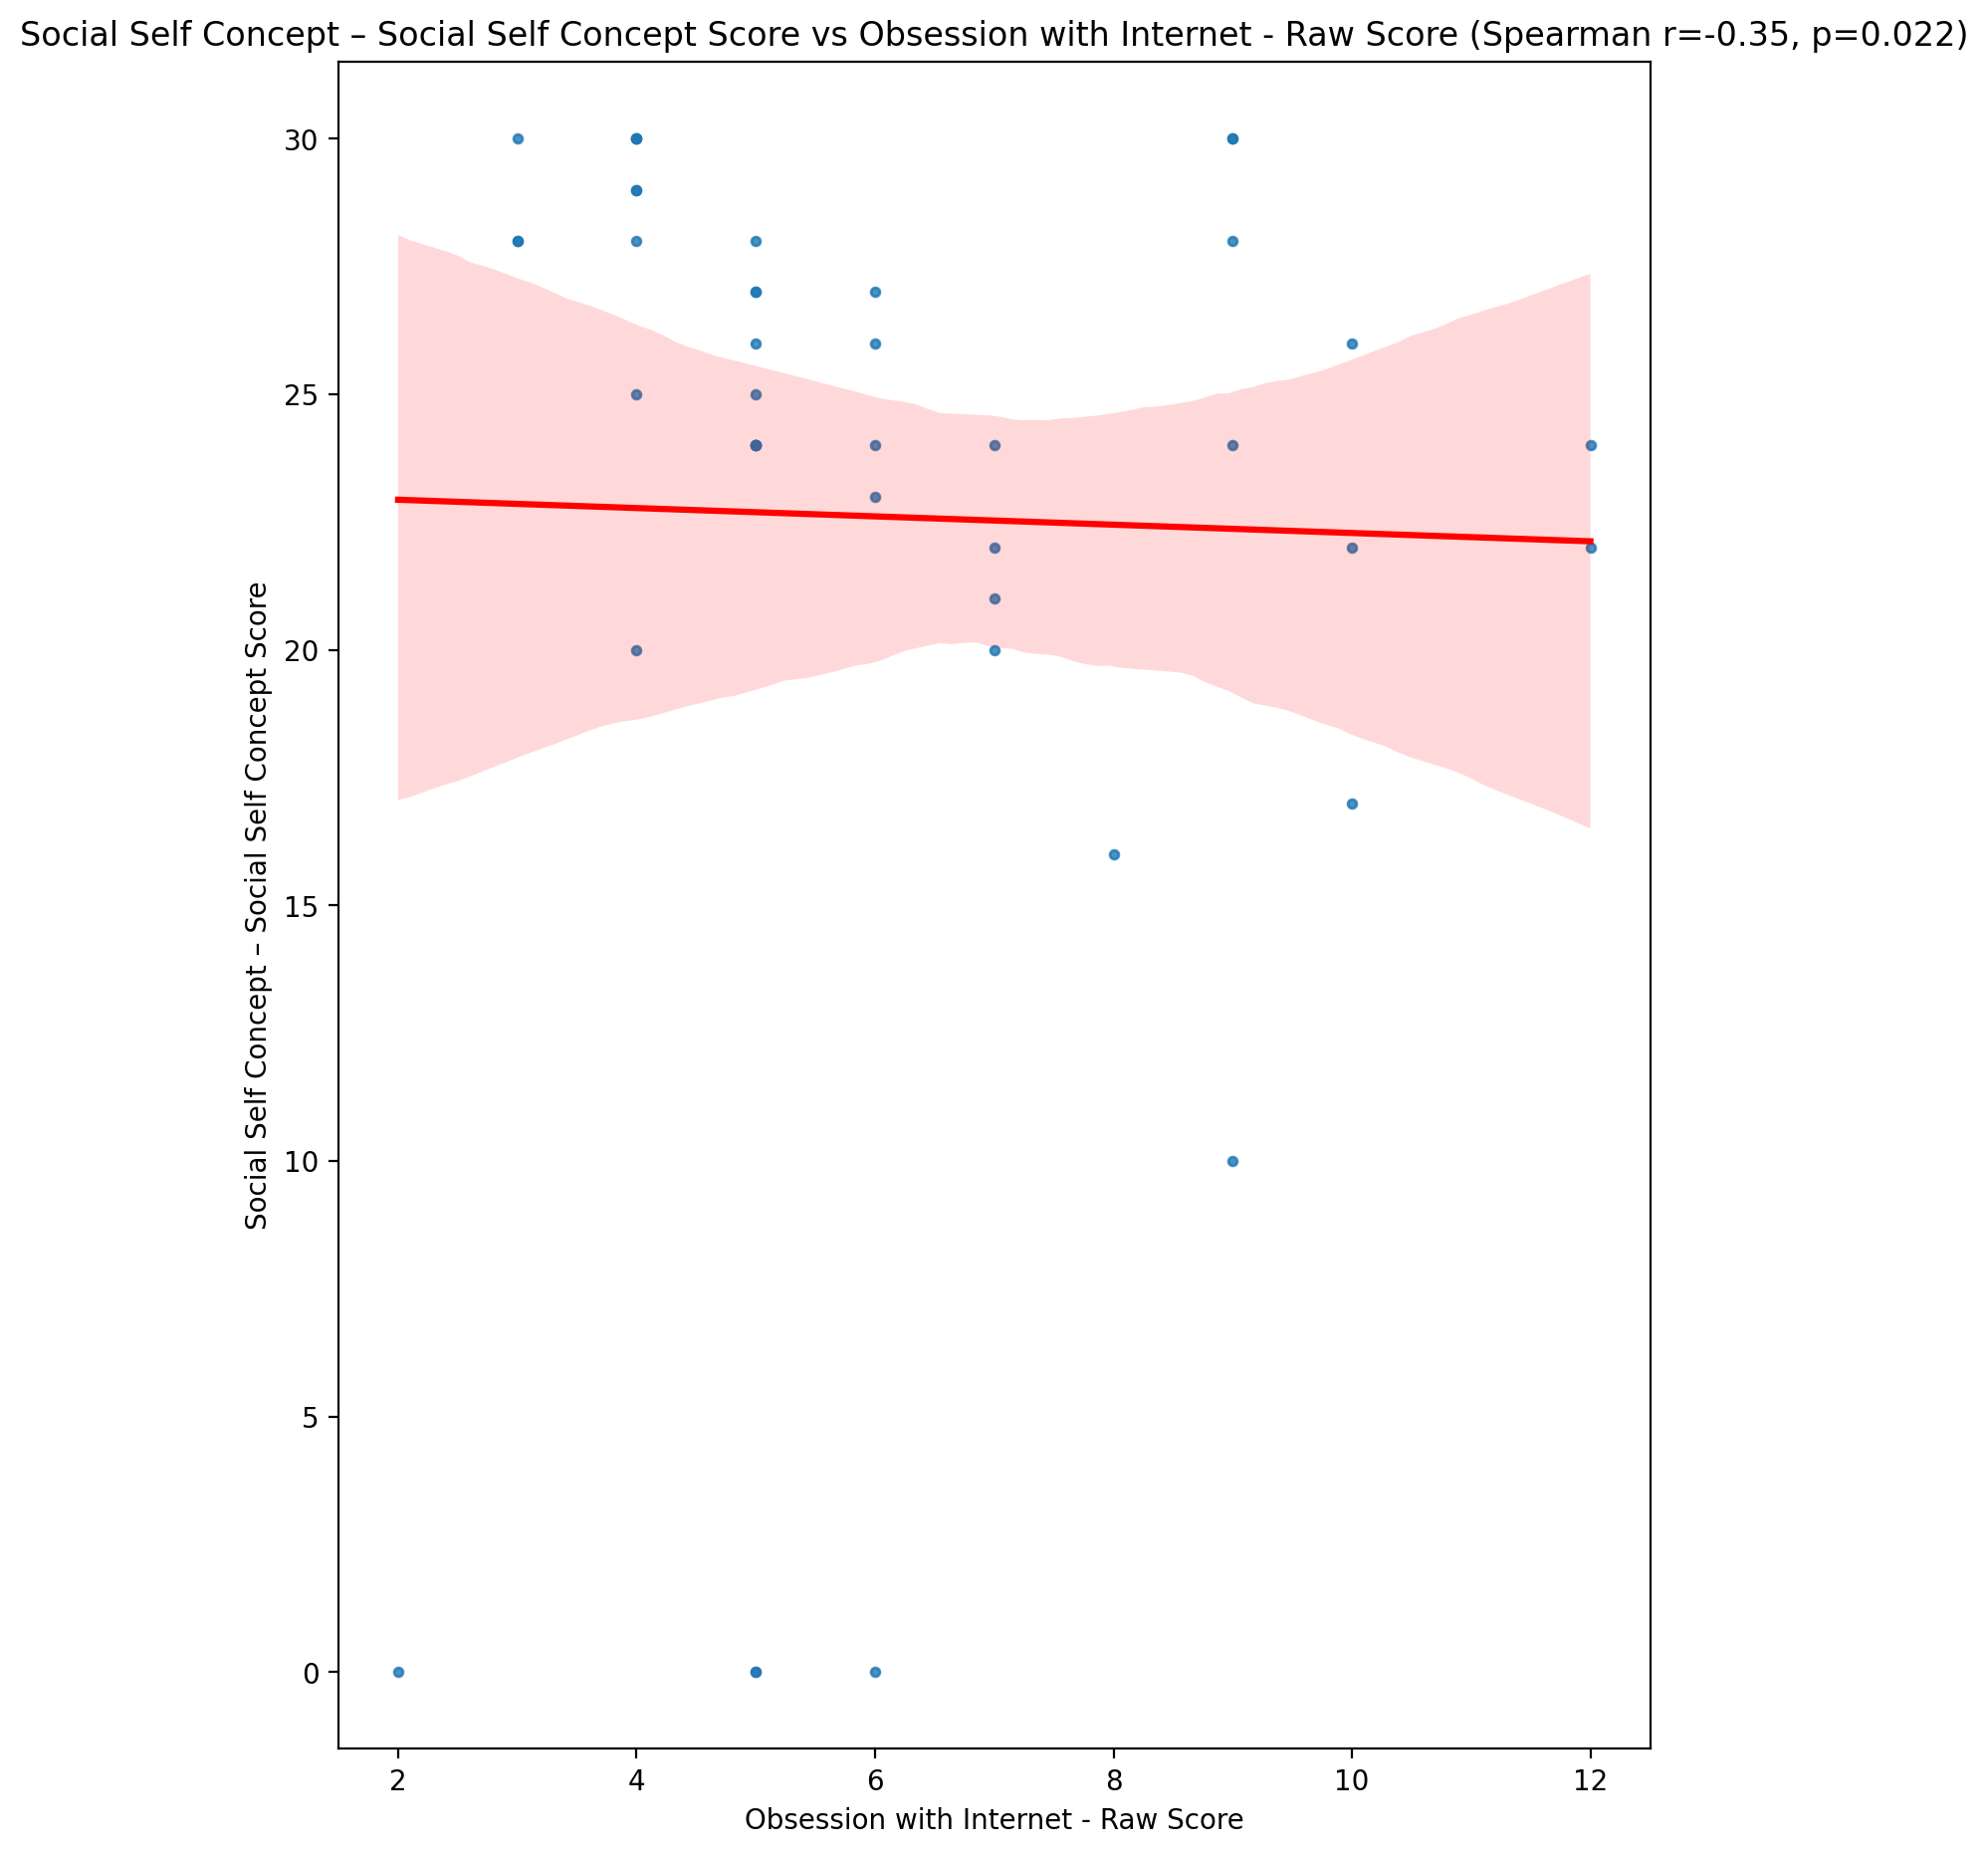 Social Self Concept – Social Self Concept Score vs Obsession with Internet - Raw Score (Spearman r=-0.35, p=0.022)
Social Self Concept – Social Self Concept Score
30
25
20
15
10
5
0
2 4 6 8 10 12
Obsession with Internet - Raw Score